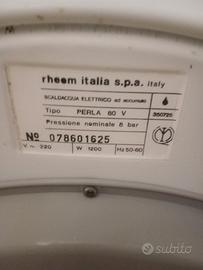 rheem italia s.p.a. italy
SCALDACQUA ELETTRICO ad accumulo
Tipo PERLA 80 V 350725
Pressione nominale 8 bar
Nº 078601625
V n. 220 W 1200 Hz 50-60
subito